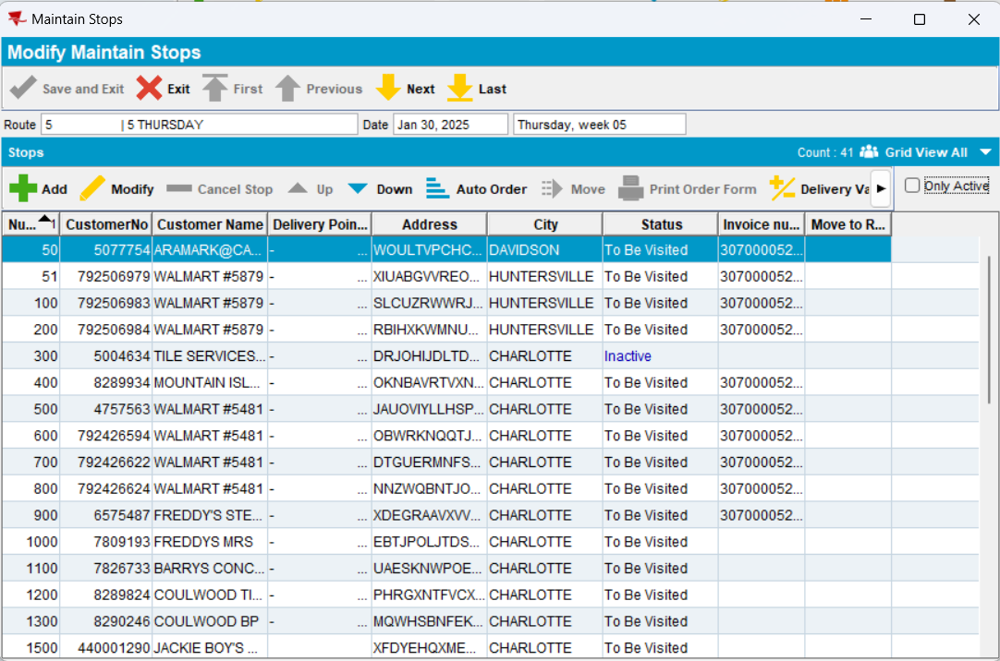 Maintain Stops
Modify Maintain Stops
Save and Exit Exit First Previous Next Last
Route 5 | 5 THURSDAY Date Jan 30, 2025 Thursday, week 05
Stops Count : 41 Grid View All
Add Modify Cancel Stop Up Down Auto Order Move Print Order Form Delivery Va Only Active
Nu... 1 CustomerNo Customer Name Delivery Poin... Address City Status Invoice nu... Move to R...
50 5077754 ARAMARK@CA... - ... WOULTVPCHC... DAVIDSON To Be Visited 307000052...
51 792506979 WALMART #5879 - ... XIUABGVVREO... HUNTERSVILLE To Be Visited 307000052...
100 792506983 WALMART #5879 - ... SLCUZRWWRJ... HUNTERSVILLE To Be Visited 307000052...
200 792506984 WALMART #5879 - ... RBIHXKWMNU... HUNTERSVILLE To Be Visited 307000052...
300 5004634 TILE SERVICES... - ... DRJOHIJDLTD... CHARLOTTE Inactive
400 8289934 MOUNTAIN ISL... - ... OKNBAVRTVXN... CHARLOTTE To Be Visited 307000052...
500 4757563 WALMART #5481 - ... JAUOVIYLLHSP... CHARLOTTE To Be Visited 307000052...
600 792426594 WALMART #5481 - ... OBWRKNQQTJ... CHARLOTTE To Be Visited 307000052...
700 792426622 WALMART #5481 - ... DTGUERMNFS... CHARLOTTE To Be Visited 307000052...
800 792426624 WALMART #5481 - ... NNZWQBNTJO... CHARLOTTE To Be Visited 307000052...
900 6575487 FREDDY'S STE... - ... XDEGRAAVXVV... CHARLOTTE To Be Visited 307000052...
1000 7809193 FREDDYS MRS - ... EBTJPOLJTDS... CHARLOTTE To Be Visited
1100 7826733 BARRYS CONC... - ... UAESKNWPOE... CHARLOTTE To Be Visited
1200 8289824 COULWOOD TI... - ... PHRGXNTFVCX... CHARLOTTE To Be Visited
1300 8290246 COULWOOD BP - ... MQWHSBNFEK... CHARLOTTE To Be Visited
1500 440001290 JACKIE BOY'S ... ... XFDYEHQXME... CHARLOTTE To Be Visited